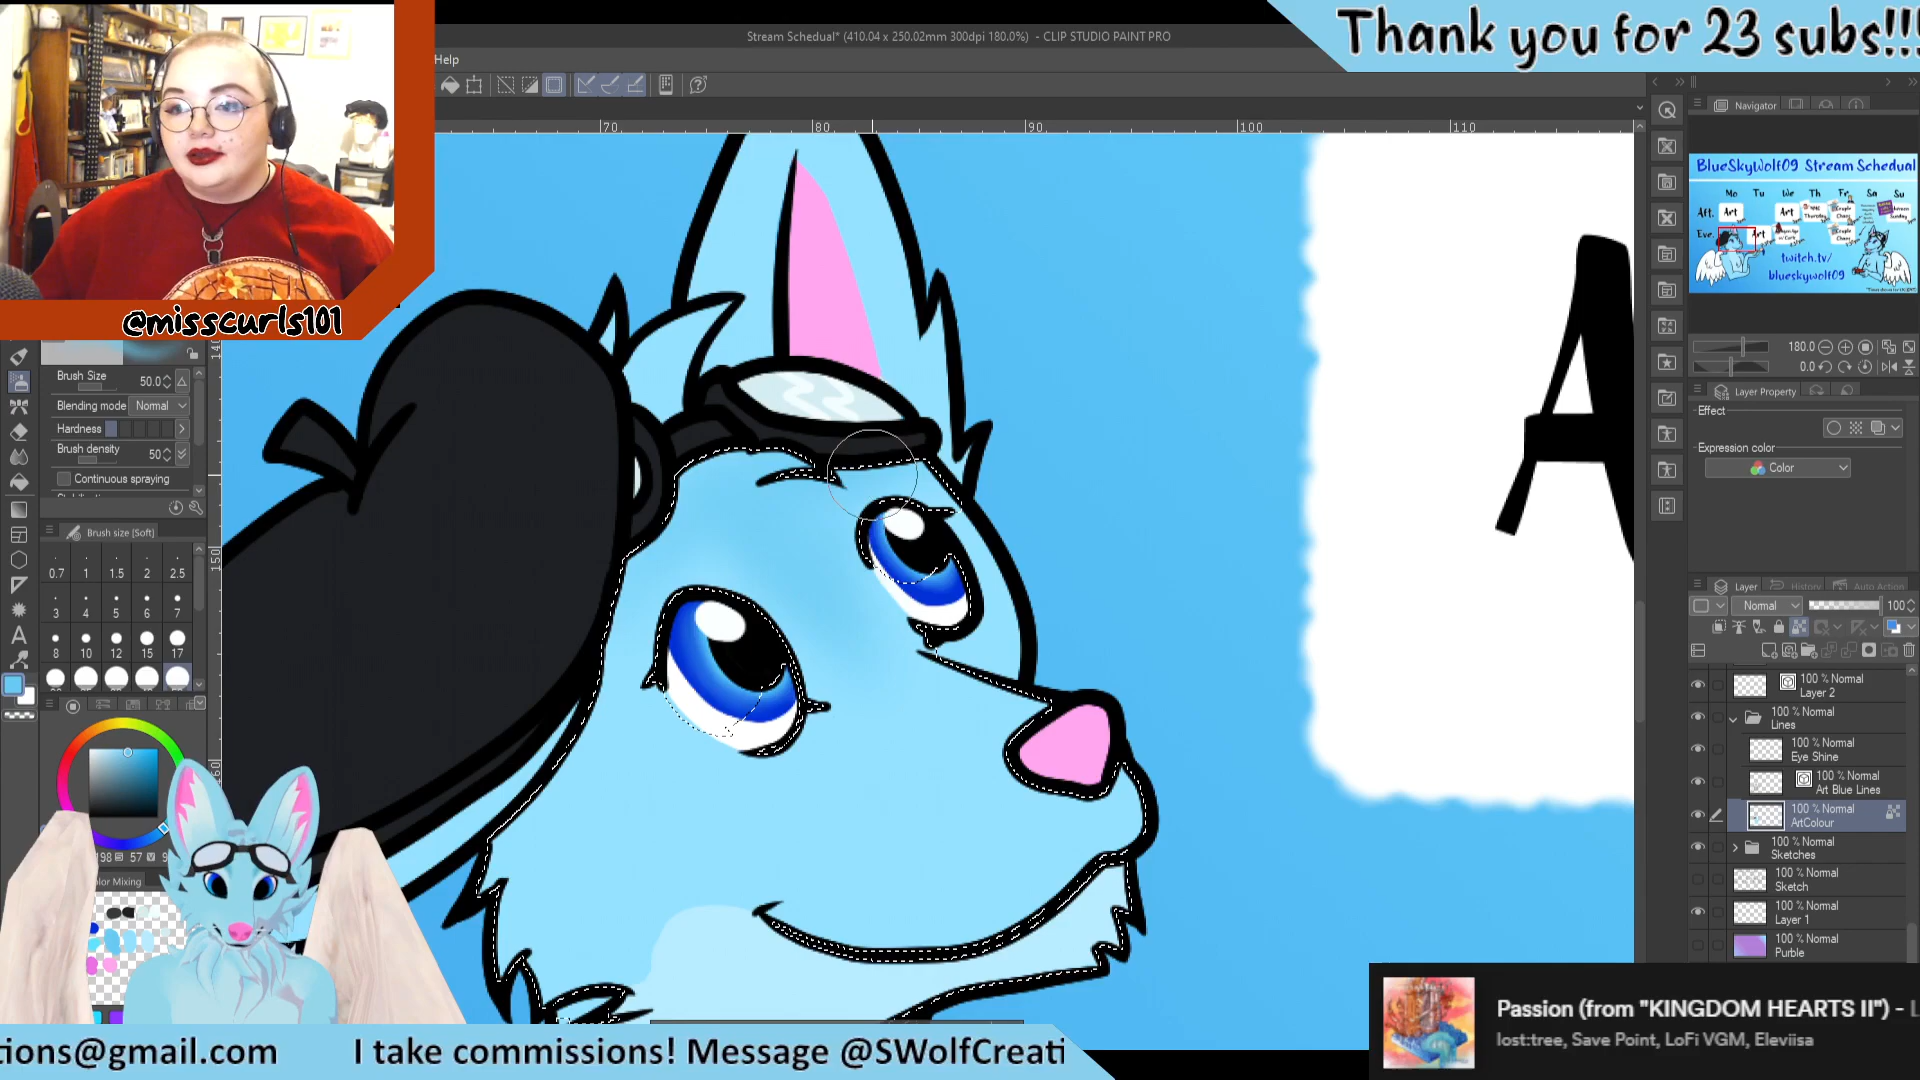 Thank you for 23 subs!!!
Stream Schedual* (410.04 x 250.02mm 300dpi 180.0%) - CLIP STUDIO PAINT PRO
Help
@misscurls101
70 80 90 100 110
Navigator
BlueSkyWolf09 Stream Schedual
Mo Tu We Th Fr Sa Su
Aft. Art Art
Eve. Art
twitch.tv/
blueskywolf09
180.0
0.0
Layer Property
Effect
Expression color
Color
Brush Size 50.0
Blending mode Normal
Hardness
Brush density 50
Continuous spraying
Brush size [Soft]
0.7 1 1.5 2 2.5
3 4 5 6 7
8 10 12 15 17
150
A
Layer History Auto Action
Normal 100
100 % Normal
Layer 2
100 % Normal
Lines
100 % Normal
Eye Shine
100 % Normal
Art Blue Lines
100 % Normal
ArtColour
100 % Normal
Sketches
100 % Normal
Sketch
100 % Normal
Layer 1
100 % Normal
Purble
198 57
olor Mixing
Passion (from "KINGDOM HEARTS II") - L
lost:tree, Save Point, LoFi VGM, Eleviisa
tions@gmail.com I take commissions! Message @SWolfCreati